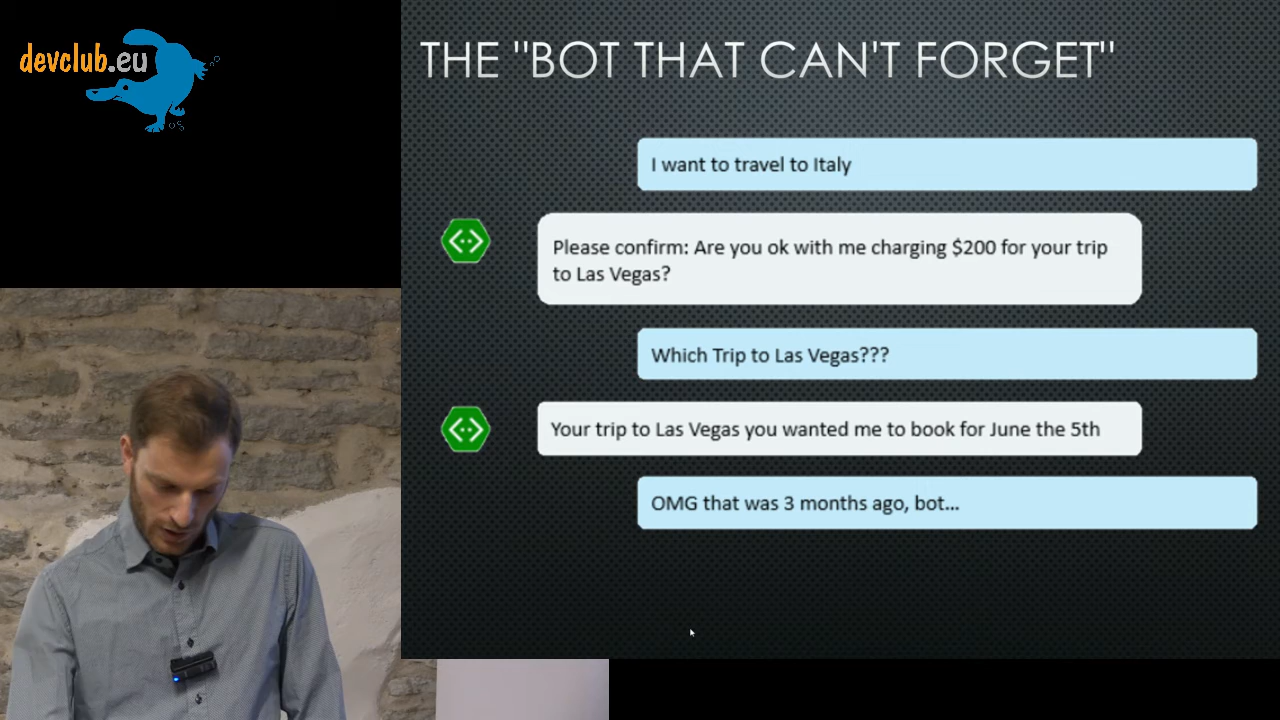 devclub.eu
THE "BOT THAT CAN'T FORGET"
I want to travel to Italy
Please confirm: Are you ok with me charging $200 for your trip
to Las Vegas?
Which Trip to Las Vegas???
Your trip to Las Vegas you wanted me to book for June the 5th
OMG that was 3 months ago, bot...